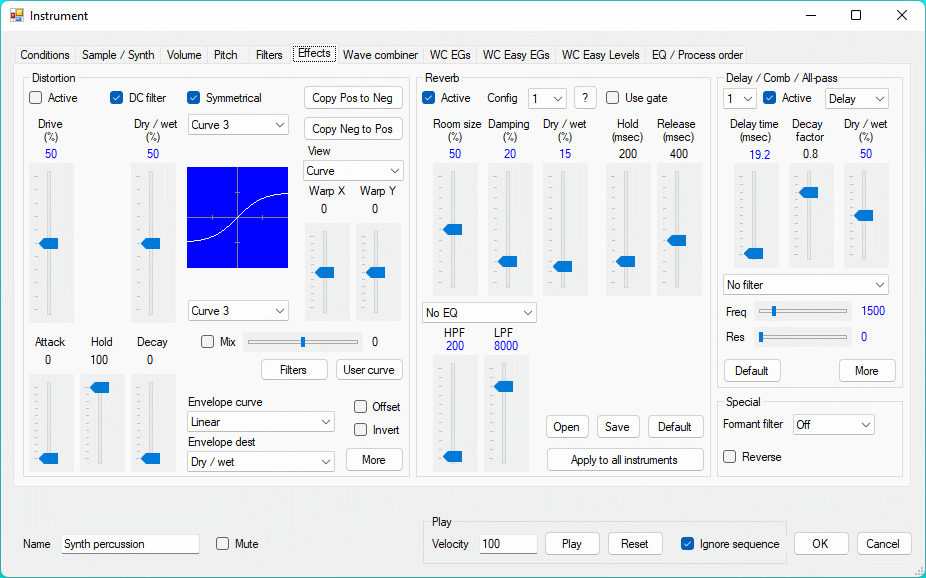 Instrument
Conditions Sample / Synth Volume Pitch Filters Effects Wave combiner WC EGs WC Easy EGs WC Easy Levels EQ / Process order
Distortion
Active DC filter Symmetrical Copy Pos to Neg
Drive (%) Dry / wet (%) Curve 3 Copy Neg to Pos
50 50
View
Curve
Warp X Warp Y
0 0
Curve 3
Attack Hold Decay Mix 0
0 100 0
Filters User curve
Envelope curve Offset
Linear Invert
Envelope dest
Dry / wet More
Reverb
Active Config 1 ? Use gate
Room size (%) Damping (%) Dry / wet (%) Hold (msec) Release (msec)
50 20 15 200 400
No EQ
HPF LPF
200 8000
Open Save Default
Apply to all instruments
Delay / Comb / All-pass
1 Active Delay
Delay time (msec) Decay factor Dry / wet (%)
19.2 0.8 50
No filter
Freq 1500
Res 0
Default More
Special
Formant filter Off
Reverse
Name Synth percussion Mute
Play
Velocity 100 Play Reset Ignore sequence OK Cancel